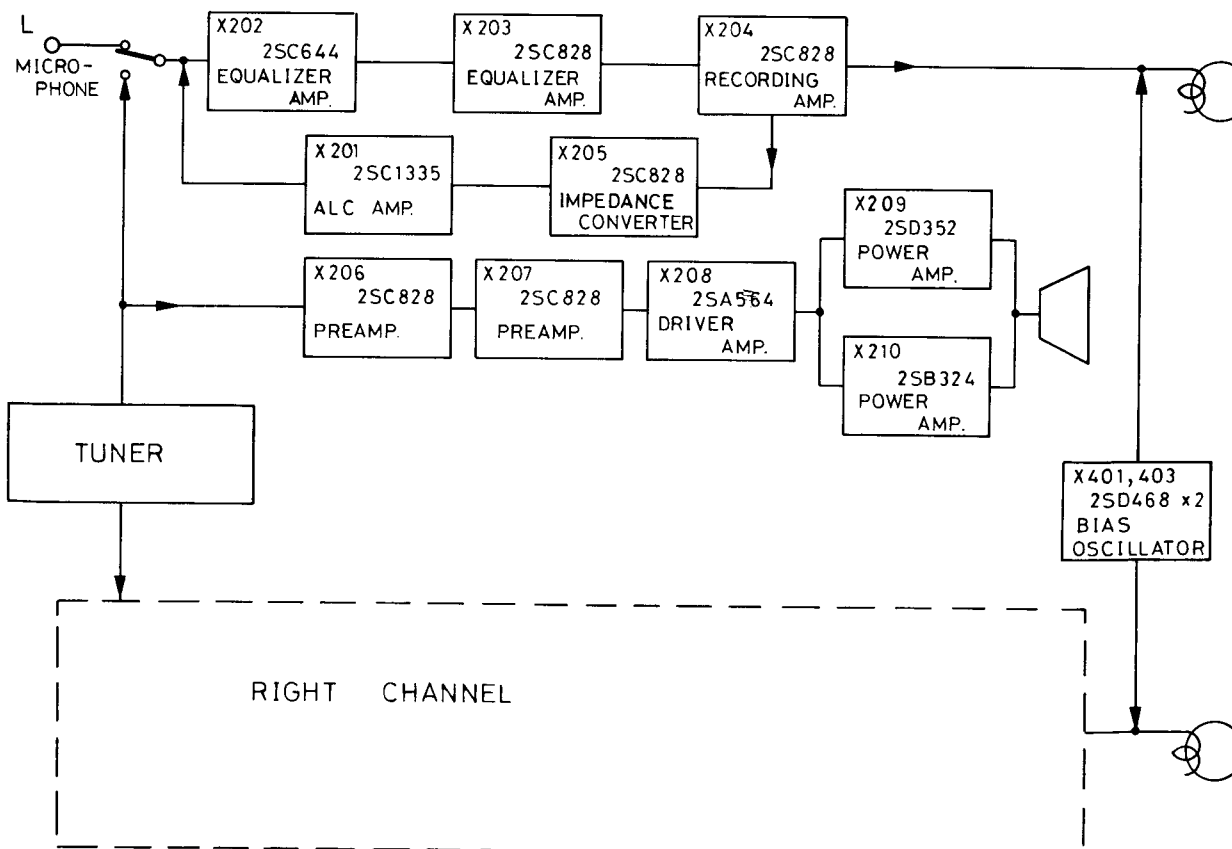 L
MICRO-
PHONE
X202
2SC644
EQUALIZER
AMP.
X203
2SC828
EQUALIZER
AMP.
X204
2SC828
RECORDING
AMP.
X201
2SC1335
ALC AMP.
X205
2SC828
IMPEDANCE
CONVERTER
X206
2SC828
PREAMP.
X207
2SC828
PREAMP.
X208
2SA564
DRIVER
AMP.
X209
2SD352
POWER
AMP.
X210
2SB324
POWER
AMP.
TUNER
X401,403
2SD468 x2
BIAS
OSCILLATOR
RIGHT CHANNEL